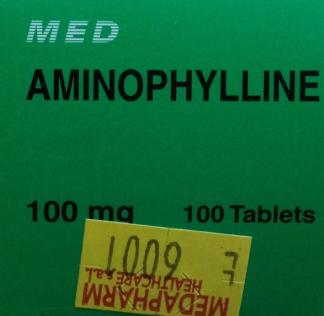 MED
AMINOPHYLLINE
100 mg 100 Tablets
MEDAPHARM
HEALTHCARE s.a.l.